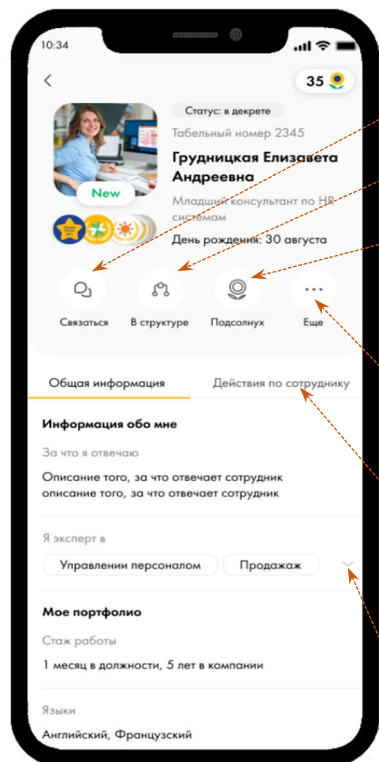 10:34
35
Статус: в декрете
Табельный номер 2345
Грудницкая Елизавета
Андреевна
New
Младший консультант по HR-
системам
День рождения: 30 августа
Связаться
В структуре
Подсолнух
Еще
Общая информация
Действия по сотруднику
Информация обо мне
За что я отвечаю
Описание того, за что отвечает сотрудник
описание того, за что отвечает сотрудник
Я эксперт в
Управлении персоналом
Продажаж
Мое портфолио
Стаж работы
1 месяц в должности, 5 лет в компании
Языки
Английский, Французский